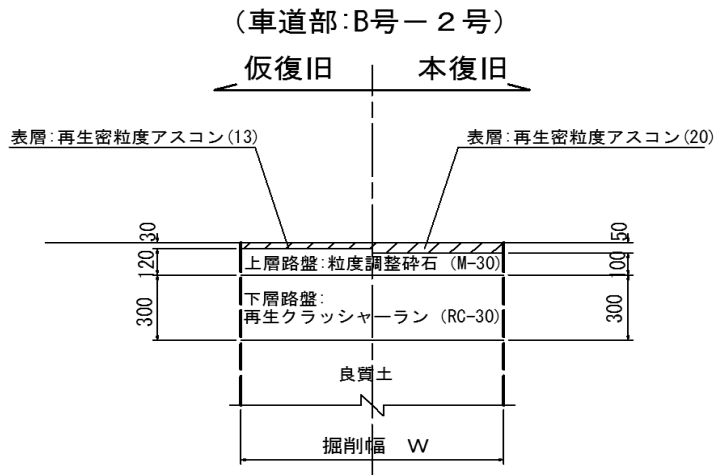 (車道部:B号－２号)
仮復旧 本復旧
表層:再生密粒度アスコン(13) 表層:再生密粒度アスコン(20)
30 50
上層路盤:粒度調整砕石 (M-30)
120 100
下層路盤:
再生クラッシャーラン (RC-30)
300 300
良質土
掘削幅 W